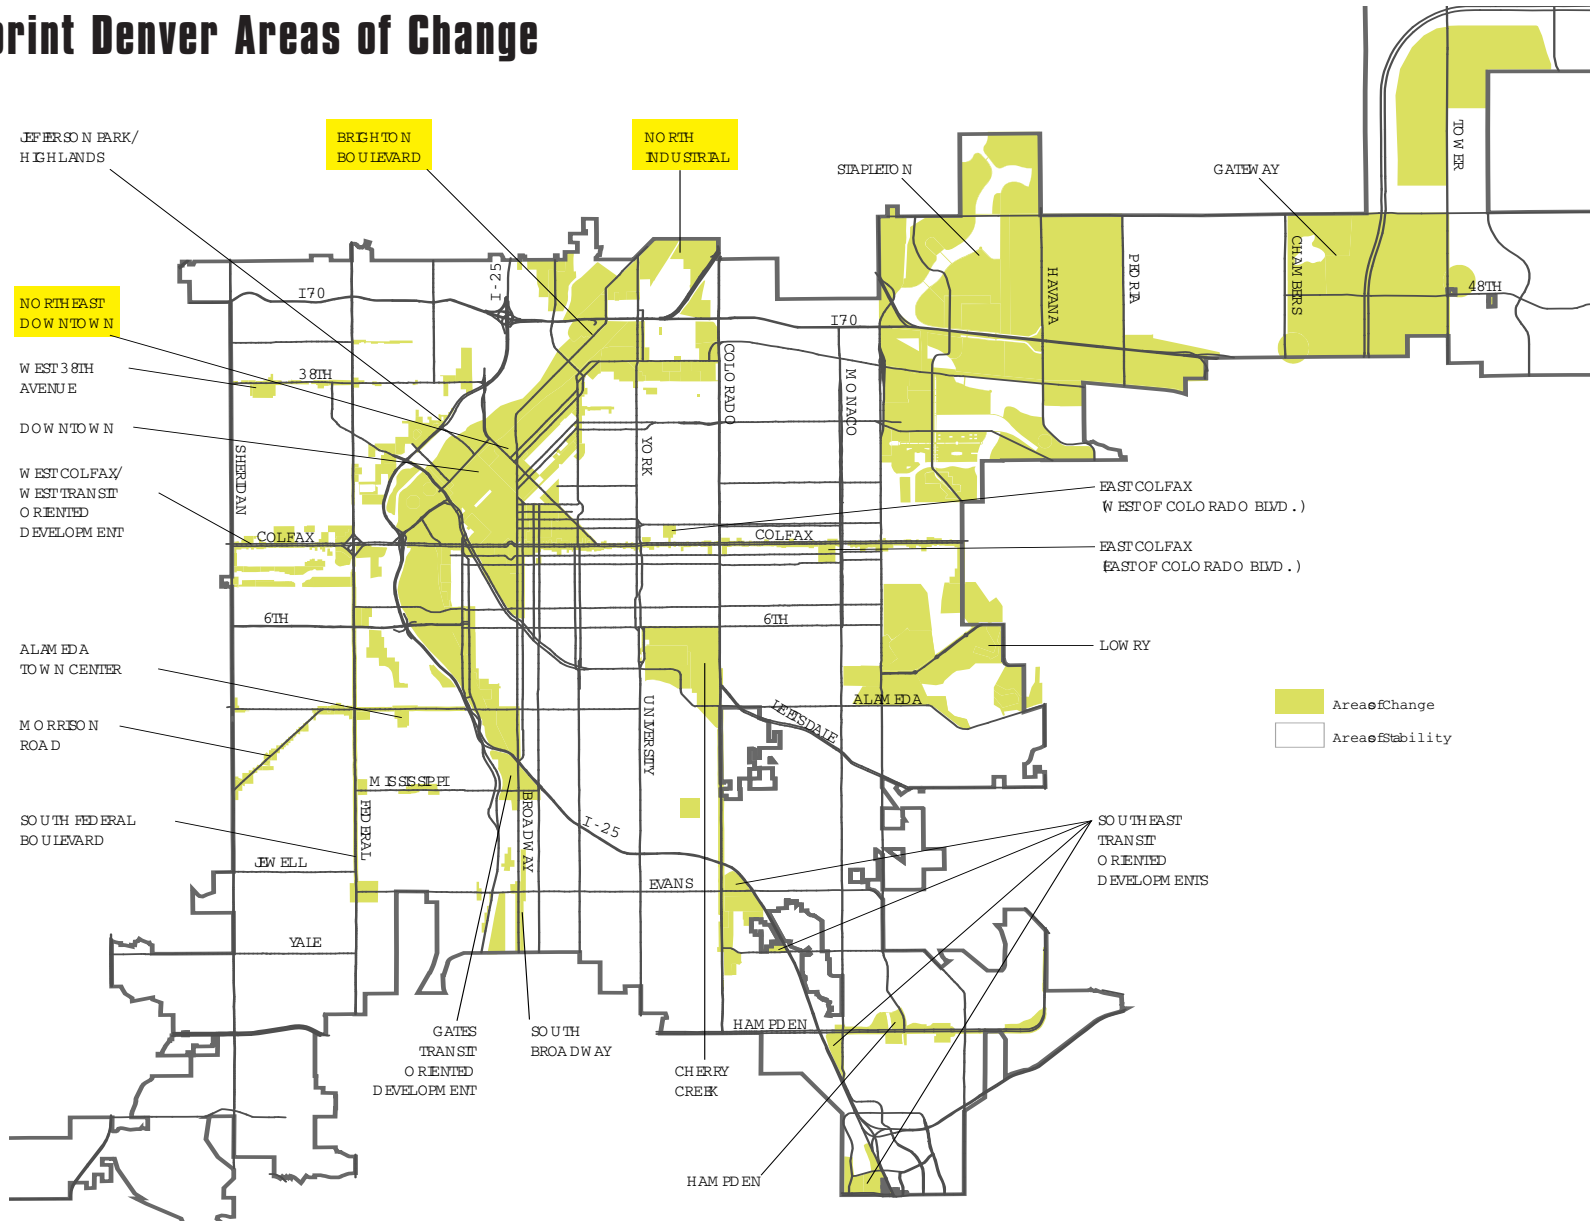 print Denver Areas of Change
JEFFERSON PARK/
HIGHLANDS
BRIGHTON
BOULEVARD
NORTH
INDUSTRIAL
STAPLETON
GATEWAY
TOWER
NORTHEAST
DOWNTOWN
WEST 38TH
AVENUE
DOWNTOWN
WEST COLFAX/
WEST TRANSIT
ORIENTED
DEVELOPMENT
ALAMEDA
TOWN CENTER
MORRISON
ROAD
SOUTH FEDERAL
BOULEVARD
I70
I-25
38TH
SHERIDAN
COLFAX
6TH
MISSISSIPPI
FEDERAL
JEWELL
YALE
BROADWAY
I-25
UNIVERSITY
YORK
COLORADO
MONACO
I70
HAVANA
PEORIA
CHAMBERS
48TH
COLFAX
6TH
ALAMEDA
LEETSDALE
EVANS
HAMPDEN
EAST COLFAX
(WEST OF COLORADO BLVD.)
EAST COLFAX
(EAST OF COLORADO BLVD.)
LOWRY
Areas of Change
Areas of Stability
SOUTHEAST
TRANSIT
ORIENTED
DEVELOPMENTS
GATES
TRANSIT
ORIENTED
DEVELOPMENT
SOUTH
BROADWAY
CHERRY
CREEK
HAMPDEN